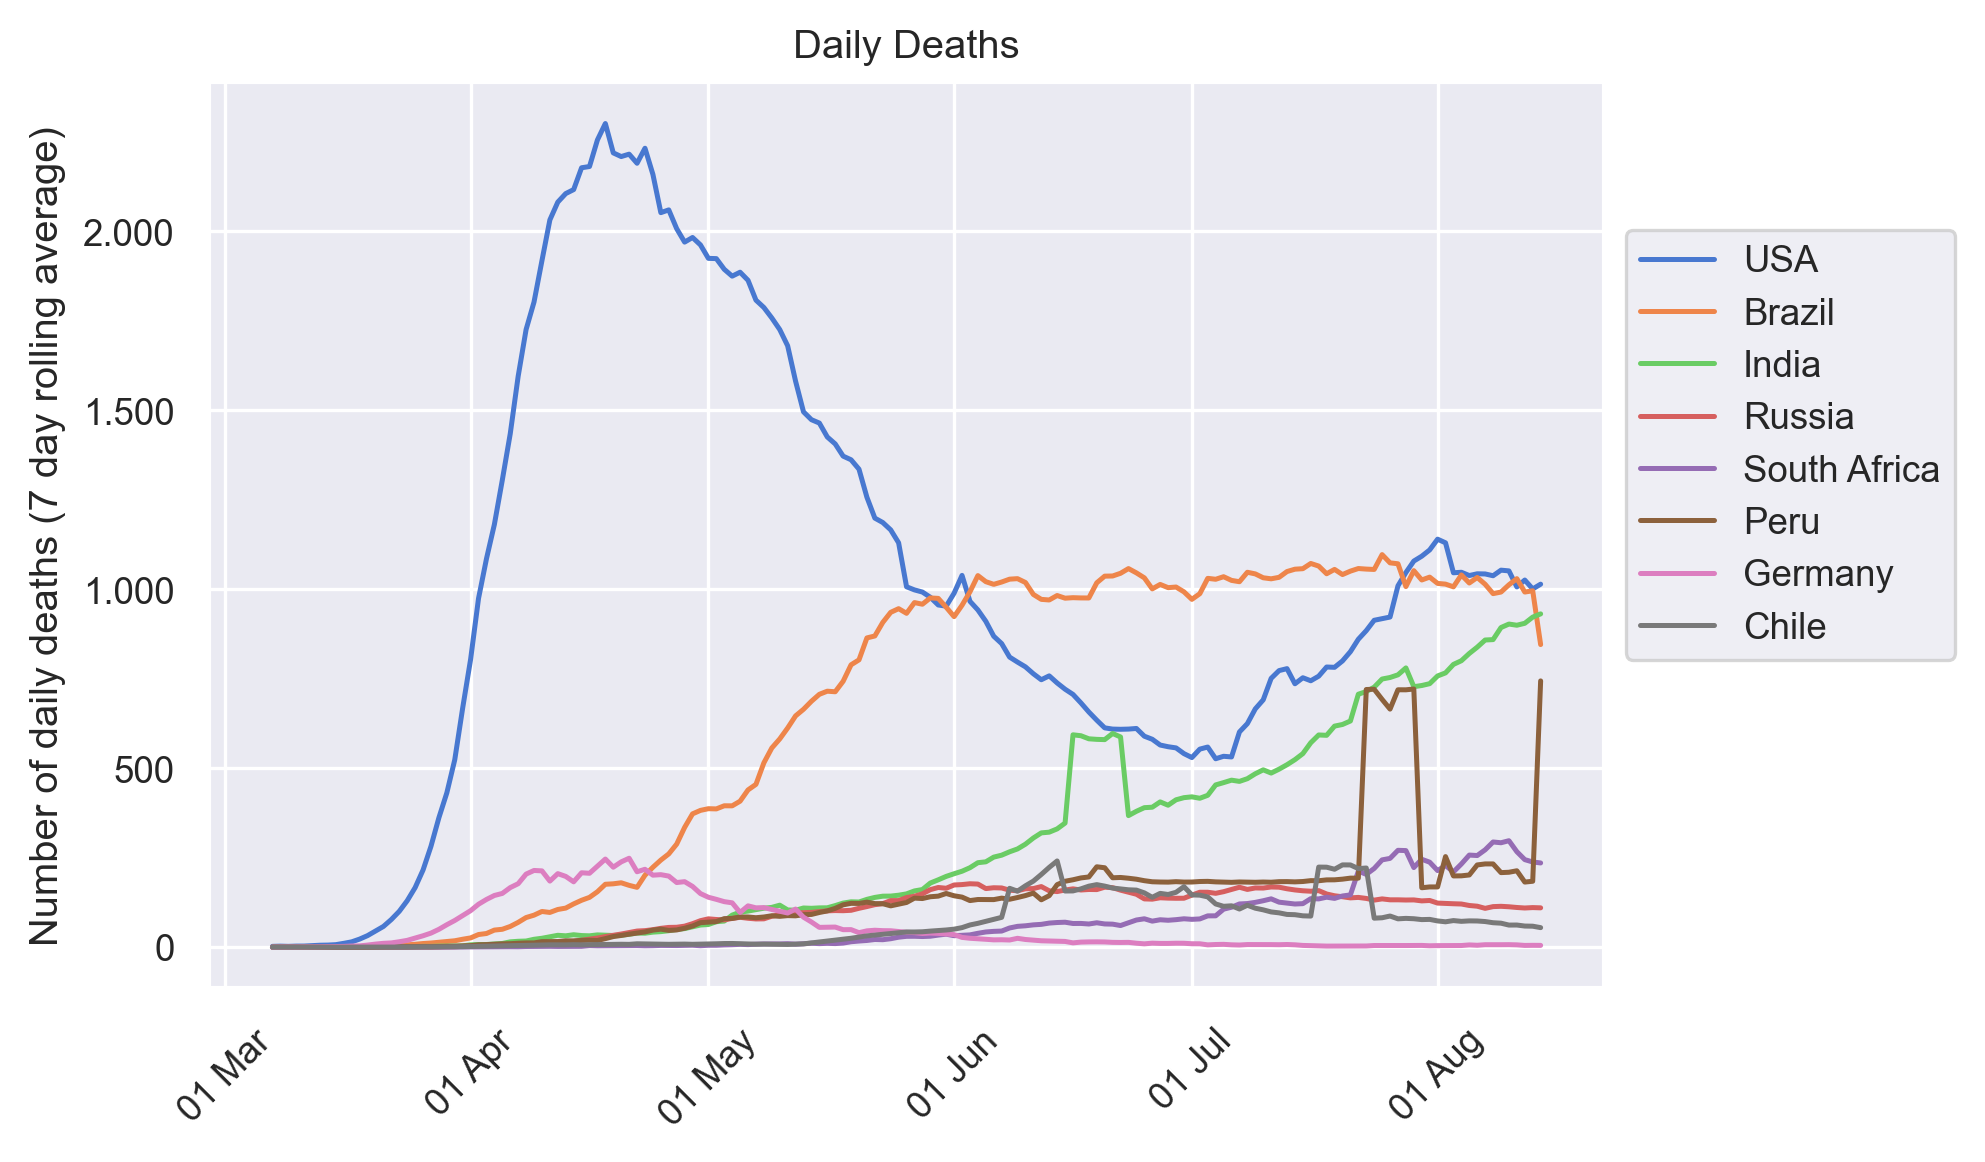 Daily Deaths
Number of daily deaths (7 day rolling average)
2.000
1.500
1.000
500
0
01 Mar
01 Apr
01 May
01 Jun
01 Jul
01 Aug
USA
Brazil
India
Russia
South Africa
Peru
Germany
Chile